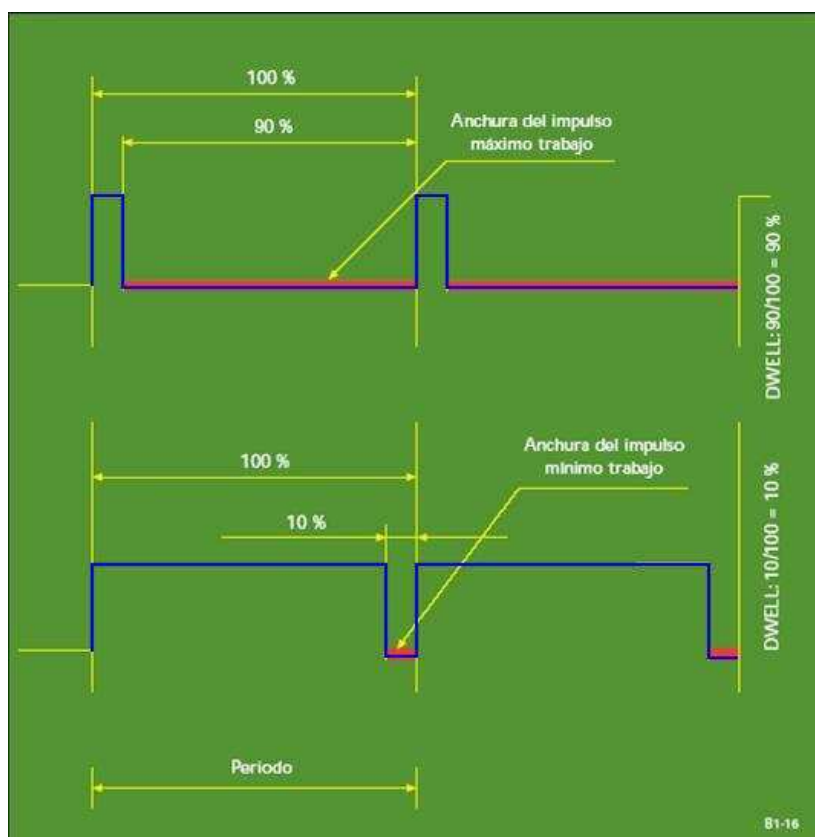 100 %
90 %
Anchura del impulso
máximo trabajo
DWELL: 90/100 = 90 %
100 %
10 %
Anchura del impulso
mínimo trabajo
DWELL: 10/100 = 10 %
Periodo
B1-16